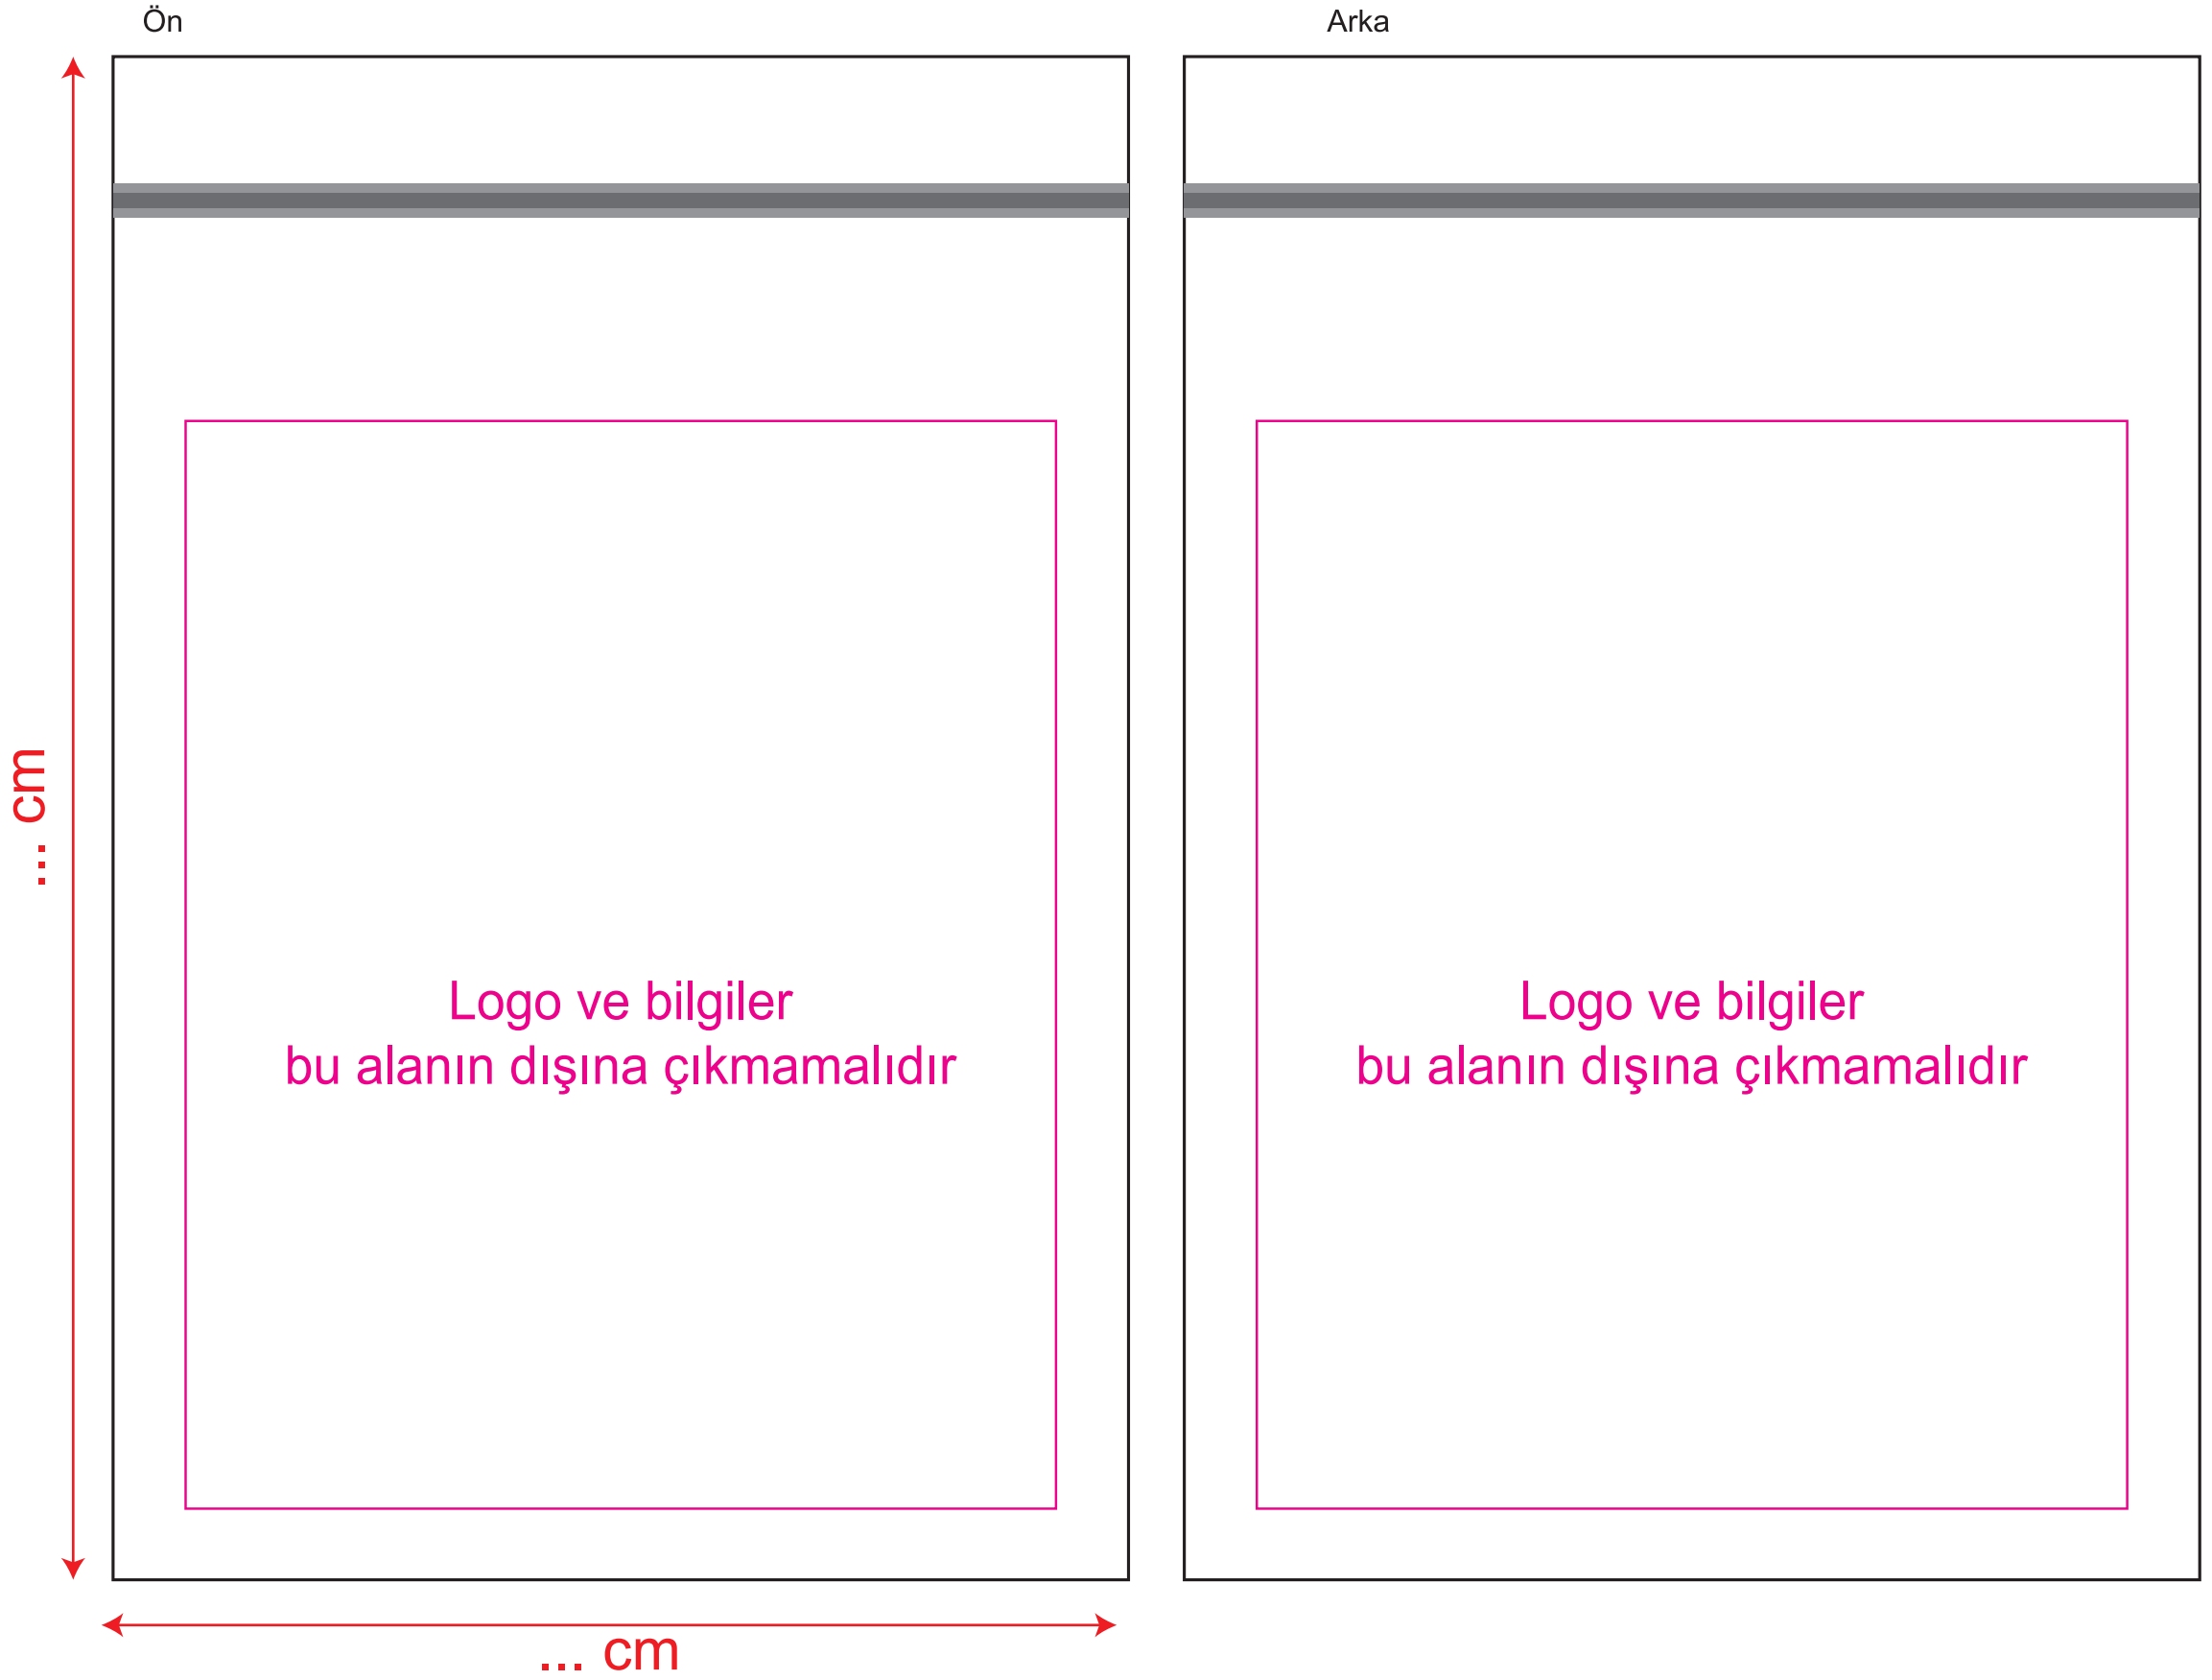 Ön
Arka
... cm
Logo ve bilgiler
bu alanın dışına çıkmamalıdır
Logo ve bilgiler
bu alanın dışına çıkmamalıdır
... cm